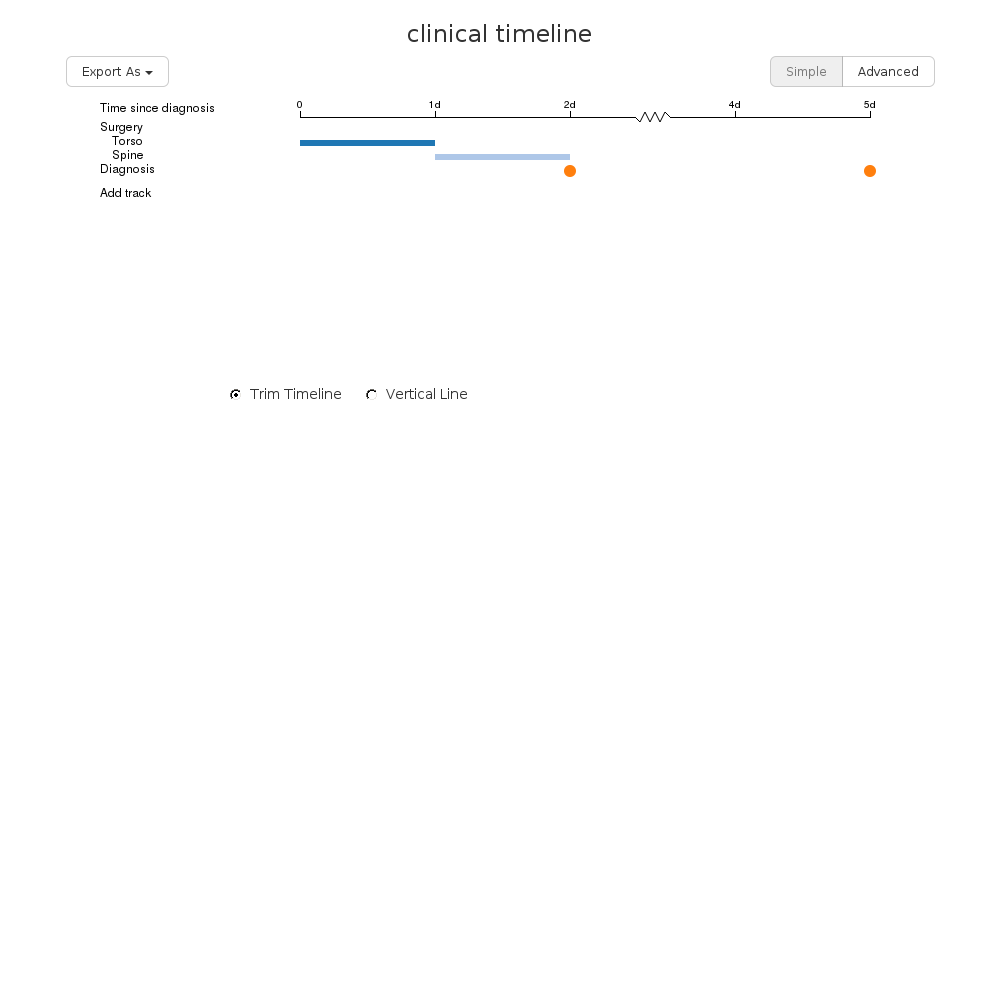 clinical timeline
Export As
Simple Advanced
Time since diagnosis 0 1d 2d 4d 5d
Surgery
Torso
Spine
Diagnosis
Add track
Trim Timeline Vertical Line